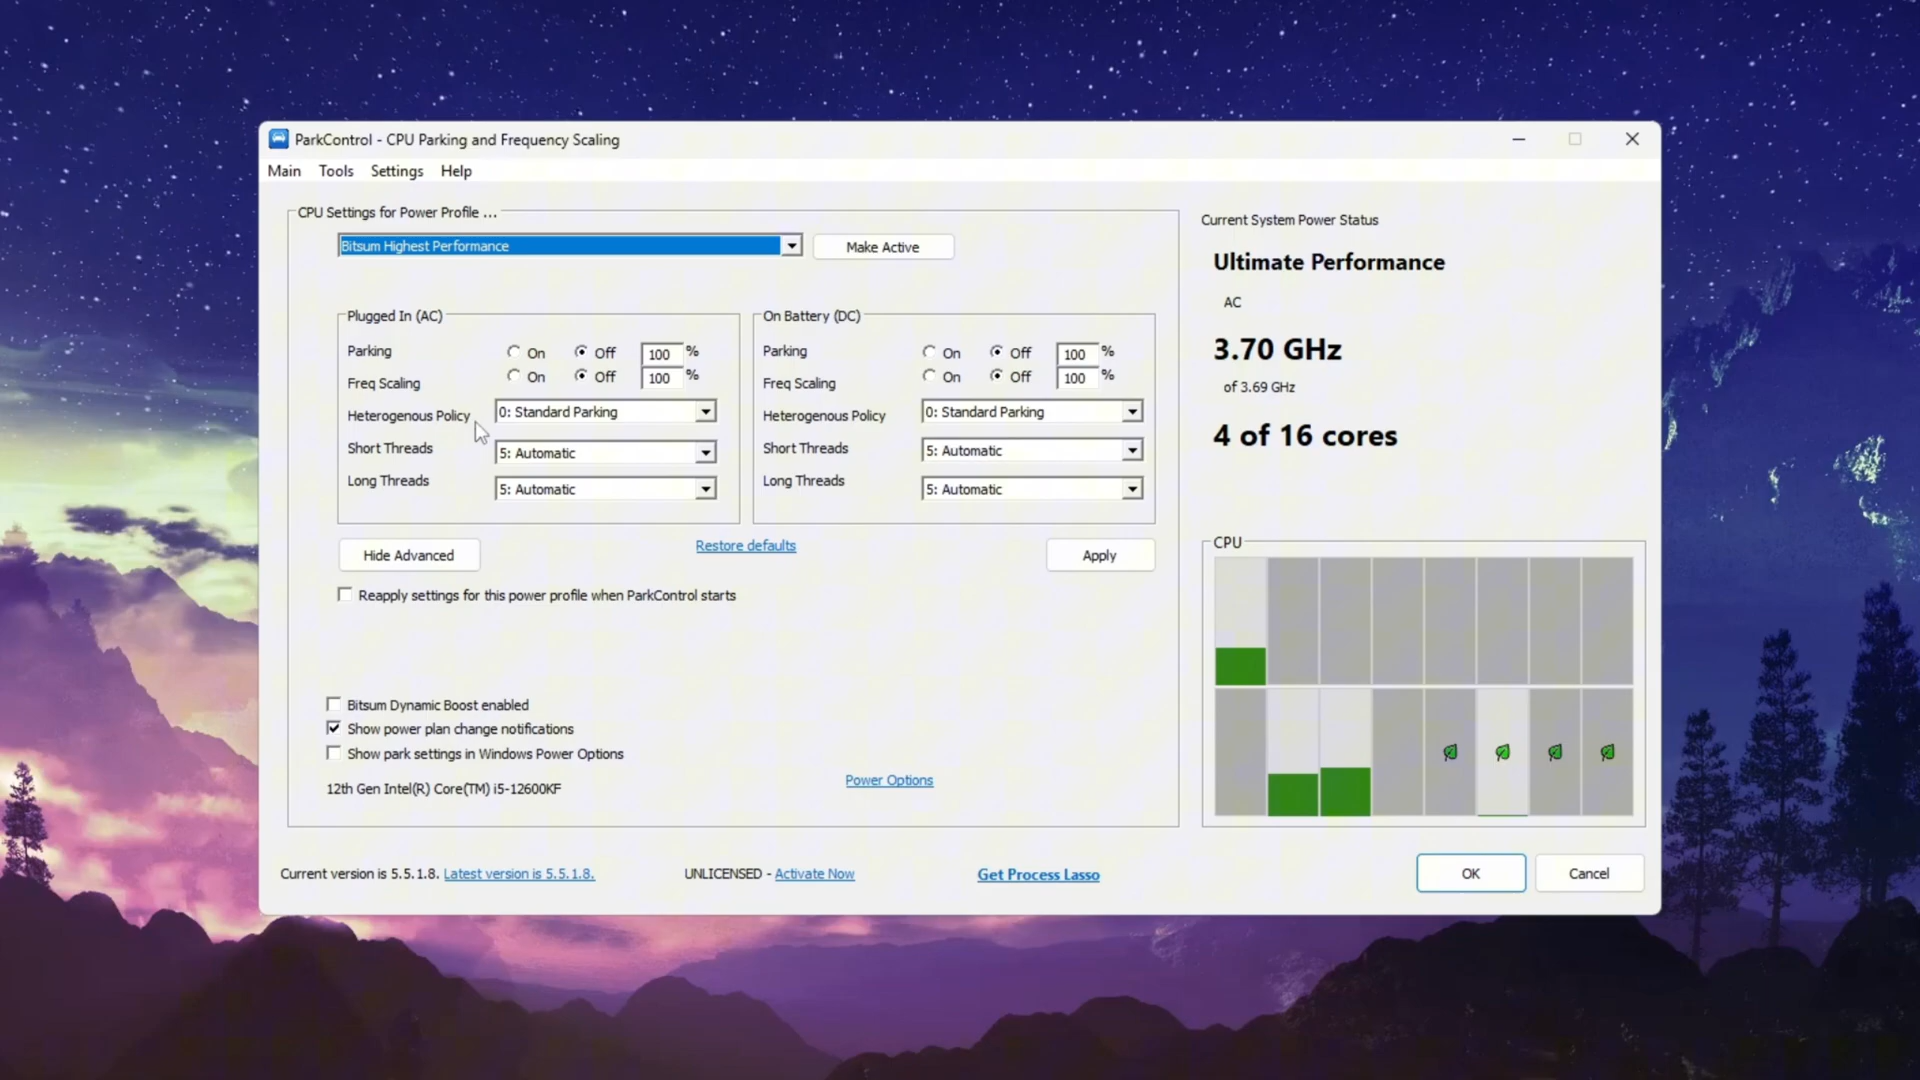 ParkControl - CPU Parking and Frequency Scaling
Main Tools Settings Help
CPU Settings for Power Profile ...
Bitsum Highest Performance
Make Active
Plugged In (AC)
Parking On Off 100 %
Freq Scaling On Off 100 %
Heterogenous Policy 0: Standard Parking
Short Threads 5: Automatic
Long Threads 5: Automatic
On Battery (DC)
Parking On Off 100 %
Freq Scaling On Off 100 %
Heterogenous Policy 0: Standard Parking
Short Threads 5: Automatic
Long Threads 5: Automatic
Hide Advanced
Restore defaults
Apply
Reapply settings for this power profile when ParkControl starts
Bitsum Dynamic Boost enabled
Show power plan change notifications
Show park settings in Windows Power Options
Power Options
12th Gen Intel(R) Core(TM) i5-12600KF
Current System Power Status
Ultimate Performance
AC
3.70 GHz
of 3.69 GHz
4 of 16 cores
CPU
Current version is 5.5.1.8. Latest version is 5.5.1.8.
UNLICENSED - Activate Now
Get Process Lasso
OK
Cancel